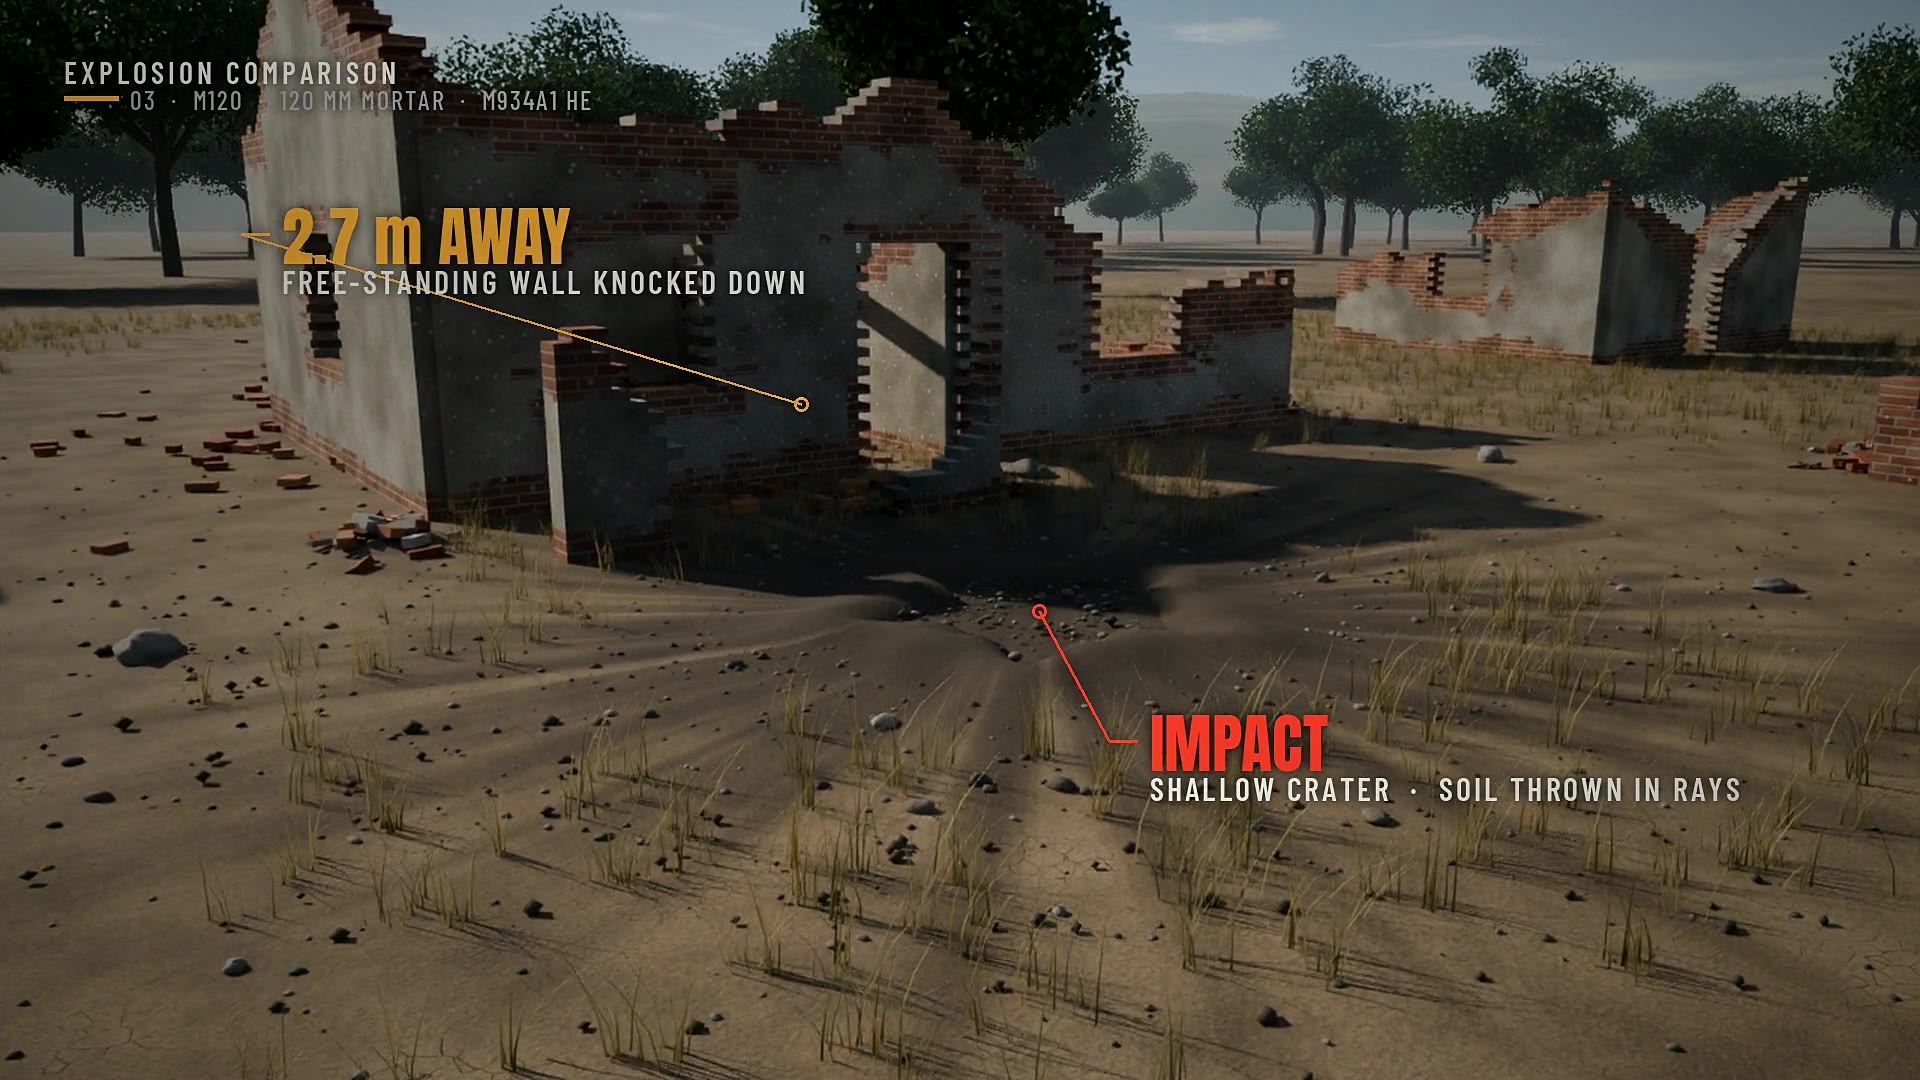 EXPLOSION COMPARISON
03 · M120 · 120 MM MORTAR · M934A1 HE
2.7 m AWAY
FREE-STANDING WALL KNOCKED DOWN
IMPACT
SHALLOW CRATER · SOIL THROWN IN RAYS